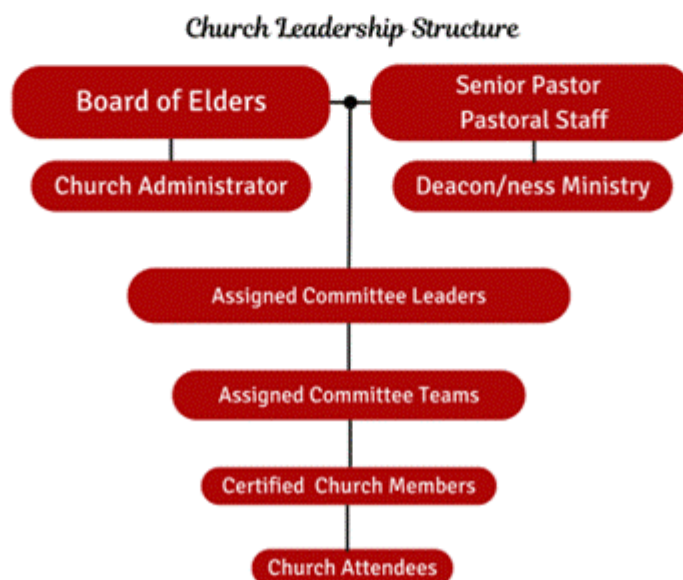 Church Leadership Structure
Board of Elders
Senior Pastor
Pastoral Staff
Church Administrator
Deacon/ness Ministry
Assigned Committee Leaders
Assigned Committee Teams
Certified Church Members
Church Attendees